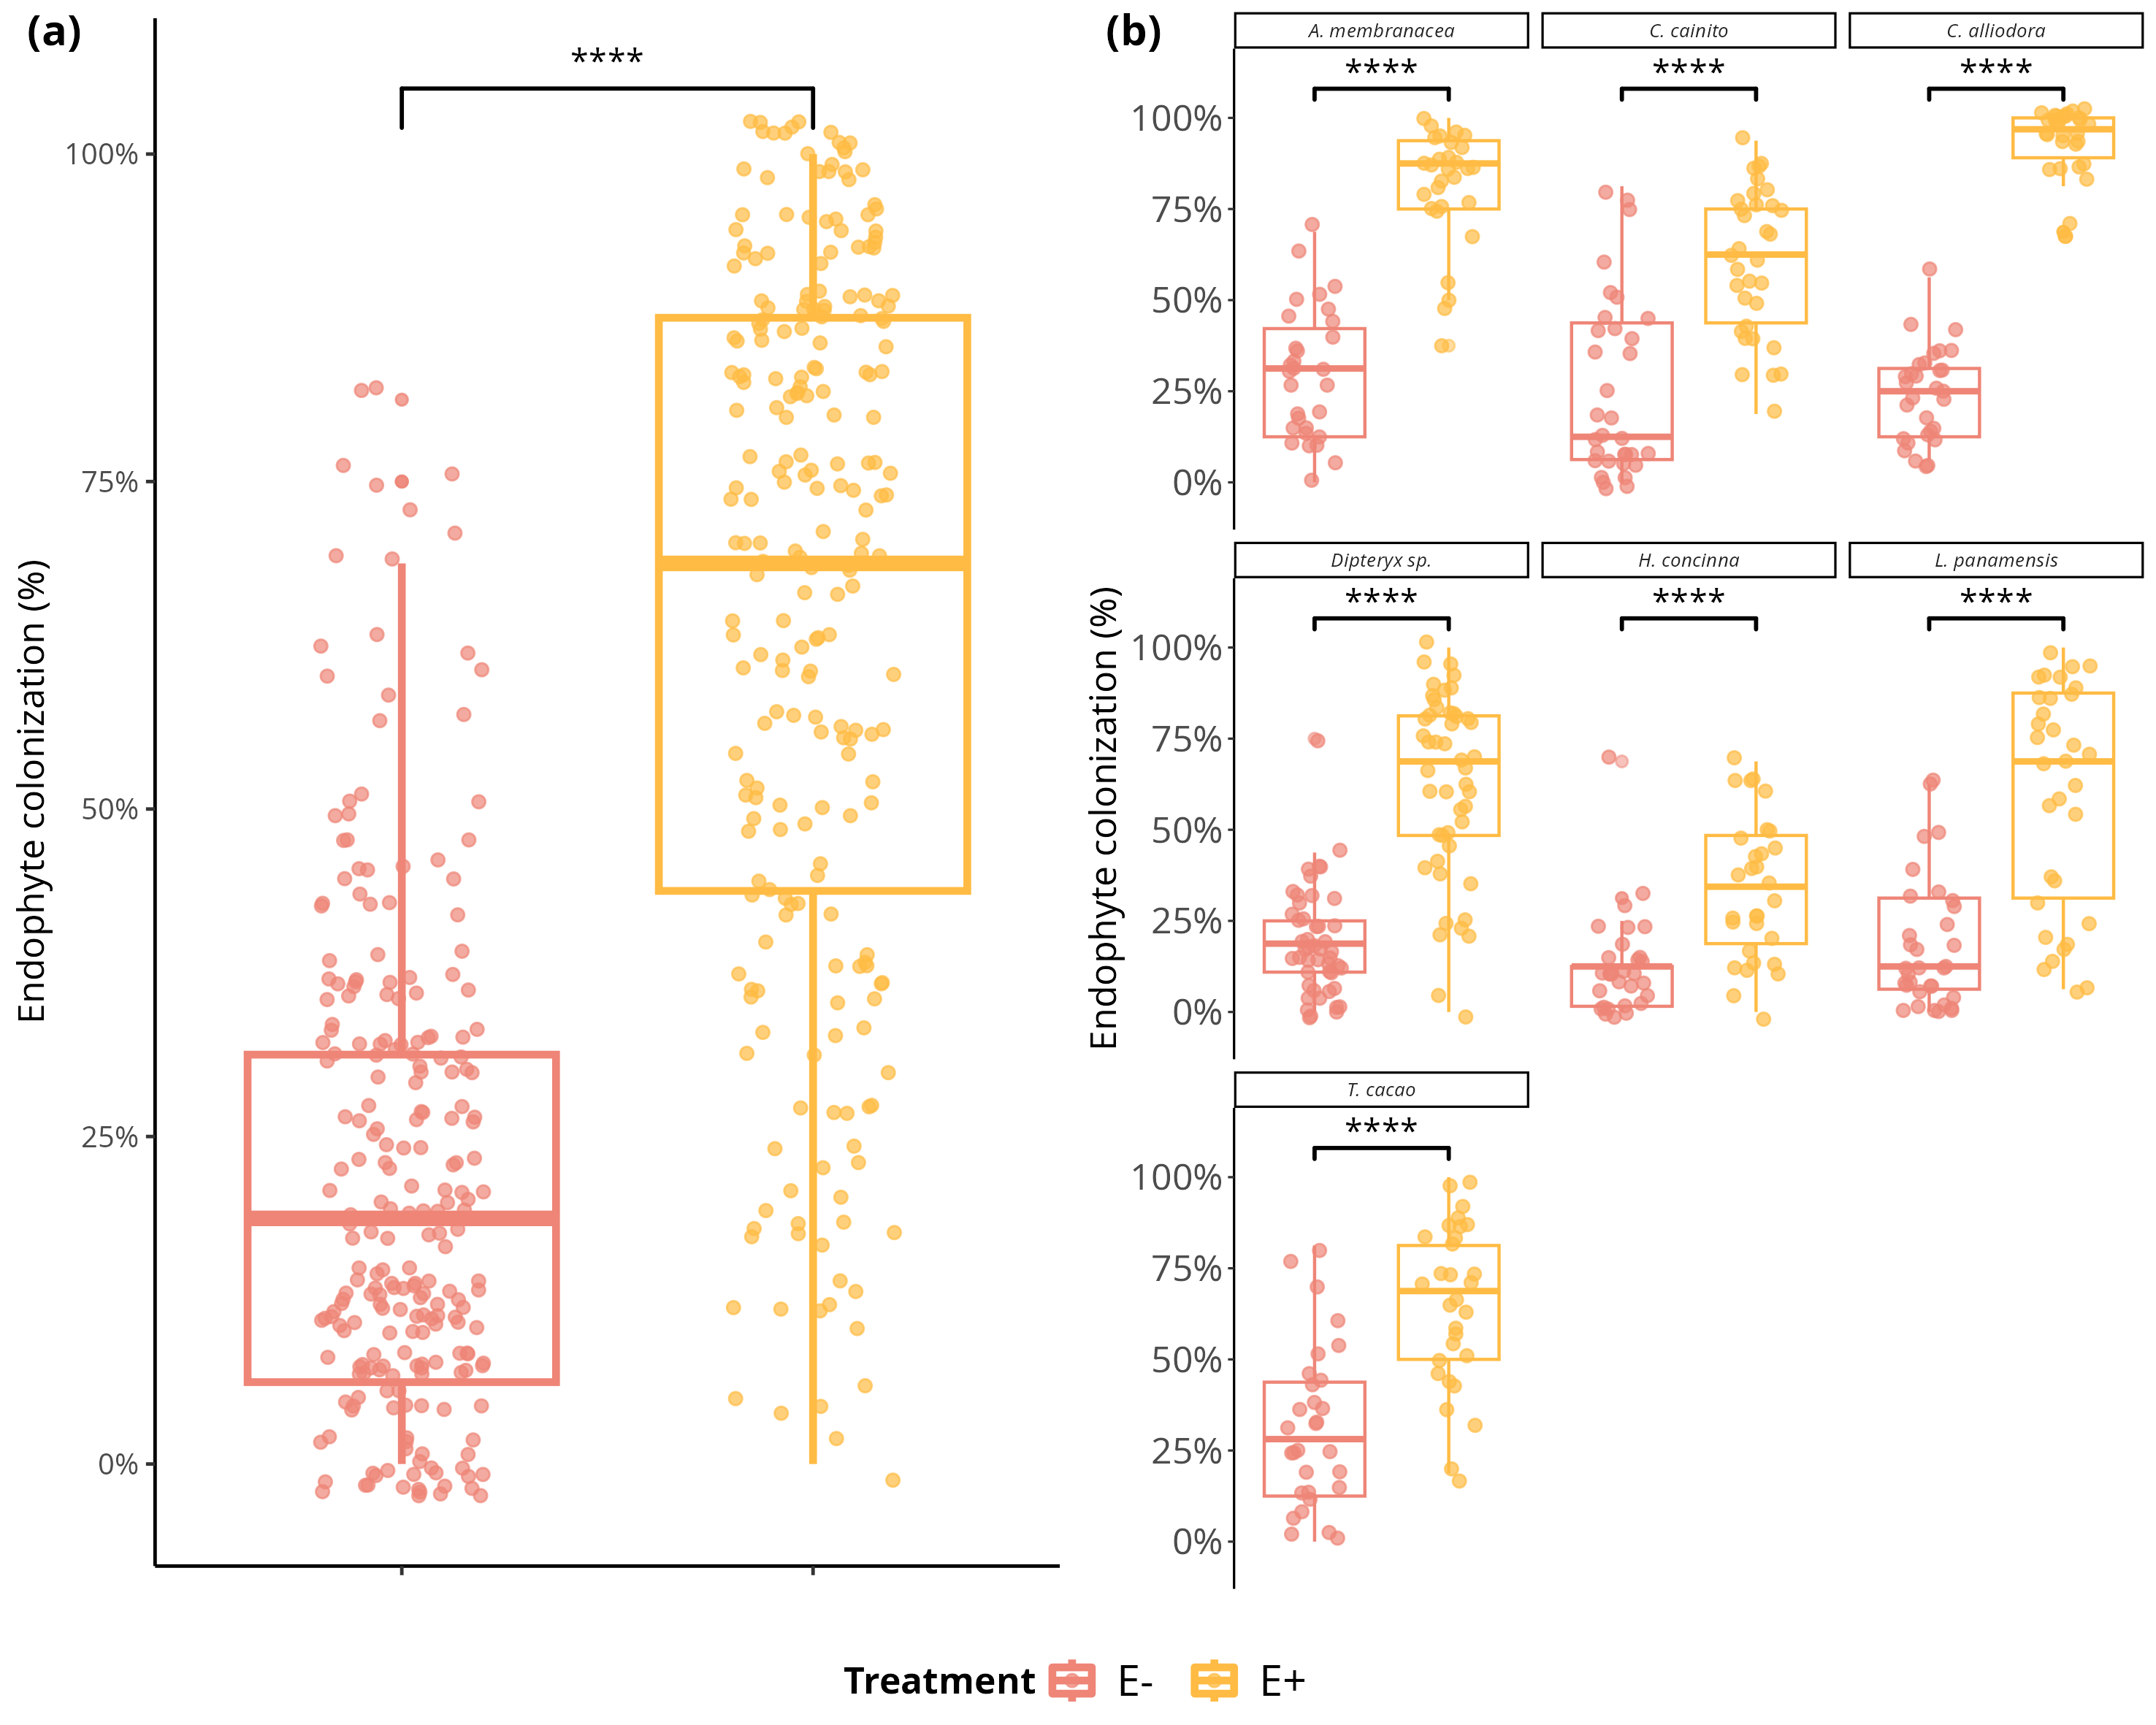 (a)
****
100%
75%
50%
25%
0%
Endophyte colonization (%)
(b)
A. membranacea
C. cainito
C. alliodora
****
****
****
100%
75%
50%
25%
0%
Dipteryx sp.
H. concinna
L. panamensis
****
****
****
100%
75%
50%
25%
0%
Endophyte colonization (%)
T. cacao
****
100%
75%
50%
25%
0%
Treatment E- E+